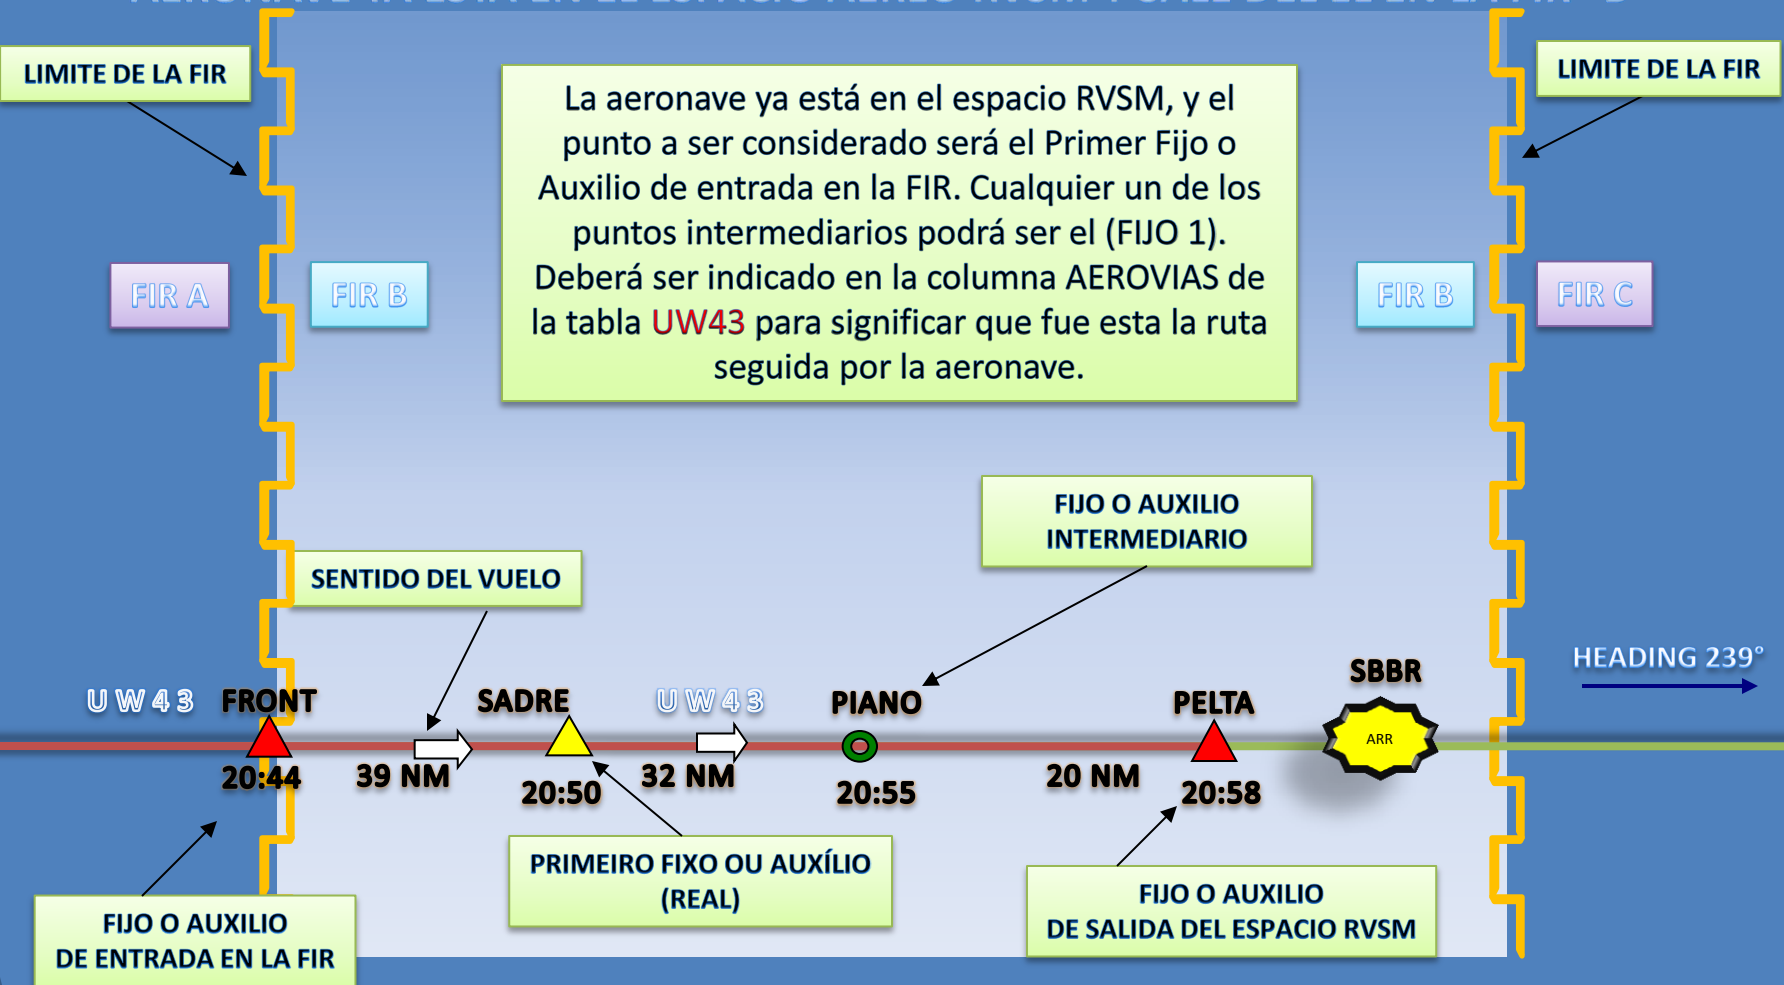 LIMITE DE LA FIR
LIMITE DE LA FIR
La aeronave ya está en el espacio RVSM, y el
punto a ser considerado será el Primer Fijo o
Auxilio de entrada en la FIR. Cualquier un de los
puntos intermediarios podrá ser el (FIJO 1).
Deberá ser indicado en la columna AEROVIAS de
la tabla UW43 para significar que fue esta la ruta
seguida por la aeronave.
FIR A
FIR B
FIR B
FIR C
FIJO O AUXILIO
INTERMEDIARIO
SENTIDO DEL VUELO
HEADING 239°
UW43
FRONT
SADRE
UW43
PIANO
PELTA
SBBR
ARR
20:44
39 NM
20:50
32 NM
20:55
20 NM
20:58
PRIMEIRO FIXO OU AUXÍLIO
(REAL)
FIJO O AUXILIO
DE SALIDA DEL ESPACIO RVSM
FIJO O AUXILIO
DE ENTRADA EN LA FIR